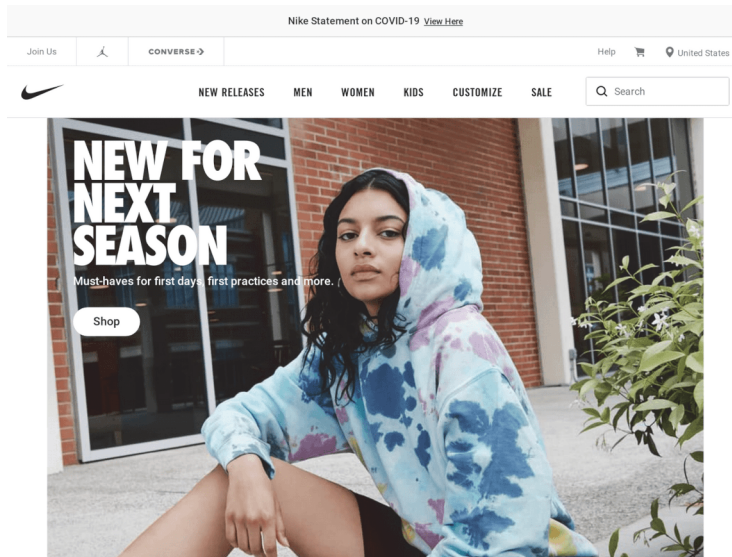 Nike Statement on COVID-19 View Here
Join Us
CONVERSE
Help
United States
NEW RELEASES MEN WOMEN KIDS CUSTOMIZE SALE
Search
NEW FOR
NEXT
SEASON
Must-haves for first days, first practices and more.
Shop